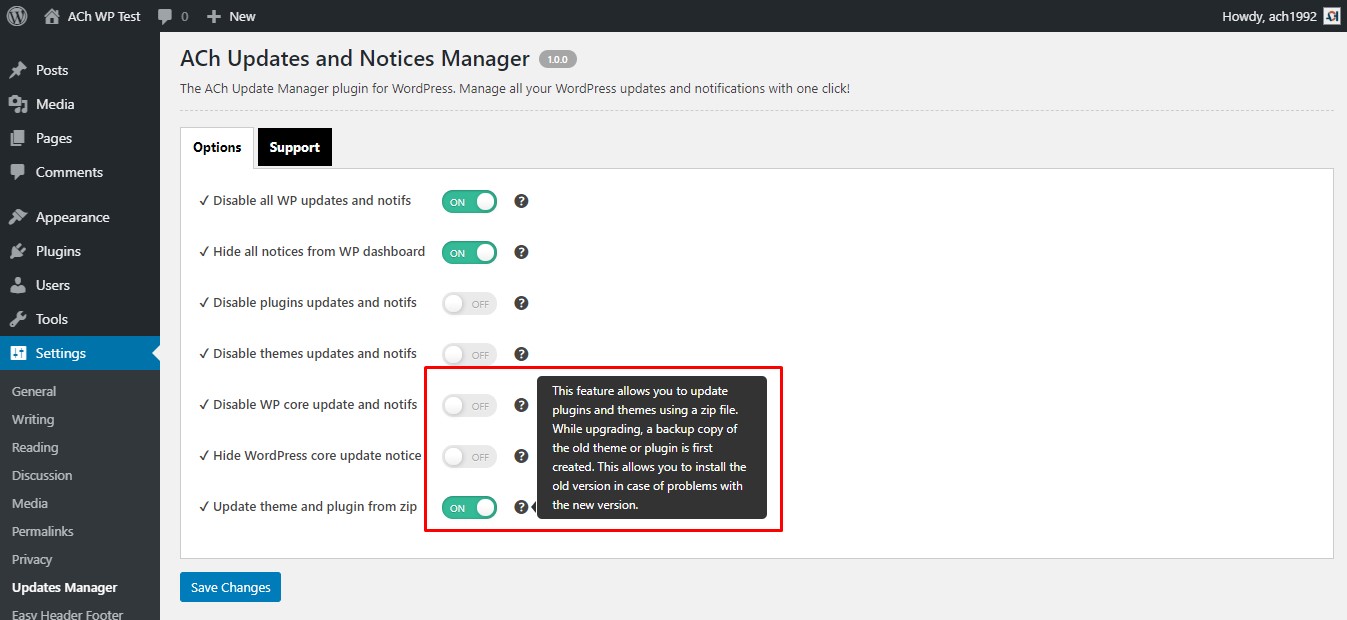 ACh WP Test 0 New Howdy, ach1992
Posts
Media
Pages
Comments
Appearance
Plugins
Users
Tools
Settings
General
Writing
Reading
Discussion
Media
Permalinks
Privacy
Updates Manager
Easy Header Footer
ACh Updates and Notices Manager 1.0.0
The ACh Update Manager plugin for WordPress. Manage all your WordPress updates and notifications with one click!
Options Support
✓ Disable all WP updates and notifs ON ?
✓ Hide all notices from WP dashboard ON ?
✓ Disable plugins updates and notifs OFF ?
✓ Disable themes updates and notifs OFF ?
✓ Disable WP core update and notifs OFF ?
✓ Hide WordPress core update notice OFF ?
✓ Update theme and plugin from zip ON ?
This feature allows you to update
plugins and themes using a zip file.
While upgrading, a backup copy of
the old theme or plugin is first
created. This allows you to install the
old version in case of problems with
the new version.
Save Changes